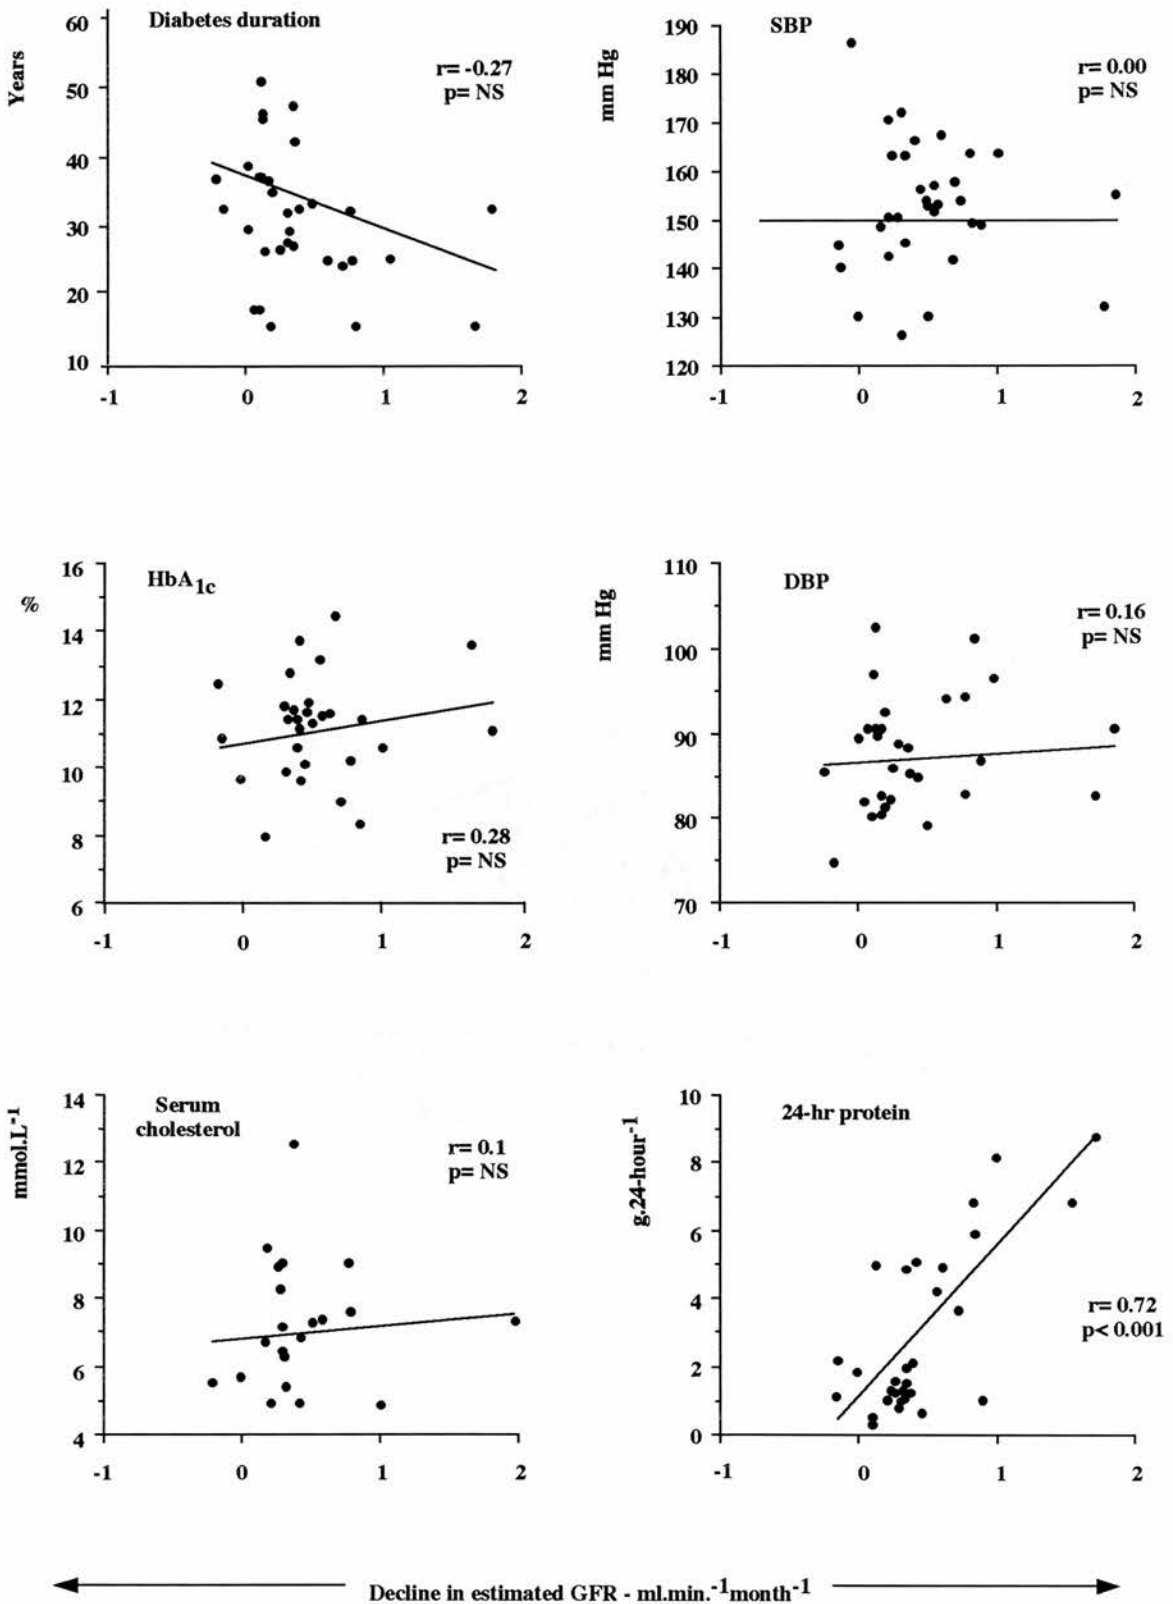 Diabetes duration
Years
r= -0.27
p= NS
60
50
40
30
20
10
-1 0 1 2
SBP
mm Hg
r= 0.00
p= NS
190
180
170
160
150
140
130
120
-1 0 1 2
HbA1c
%
r= 0.28
p= NS
16
14
12
10
8
6
-1 0 1 2
DBP
mm Hg
r= 0.16
p= NS
110
100
90
80
70
-1 0 1 2
Serum
cholesterol
mmol.L-1
r= 0.1
p= NS
14
12
10
8
6
4
-1 0 1 2
24-hr protein
g.24-hour-1
r= 0.72
p< 0.001
10
8
6
4
2
0
-1 0 1 2
Decline in estimated GFR - ml.min.-1month-1